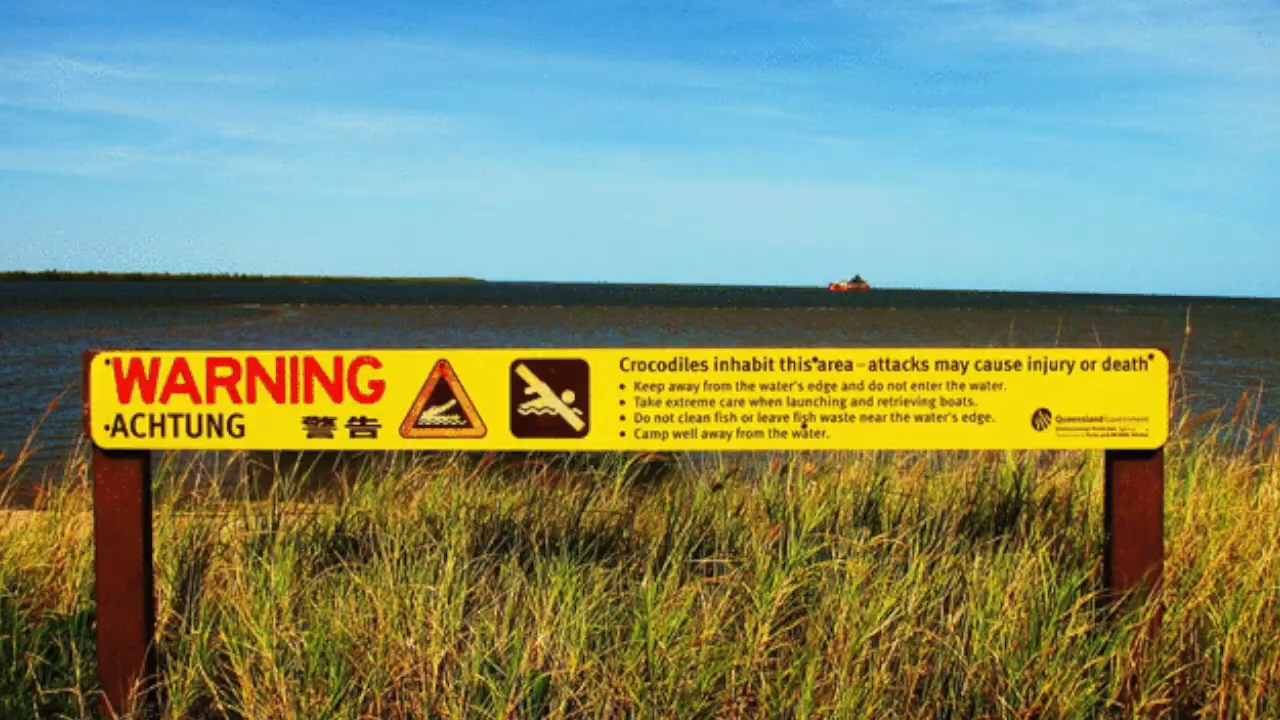 WARNING
ACHTUNG 警告
Crocodiles inhabit this area – attacks may cause injury or death
• Keep away from the water's edge and do not enter the water.
• Take extreme care when launching and retrieving boats.
• Do not clean fish or leave fish waste near the water's edge.
• Camp well away from the water.
Queensland Government